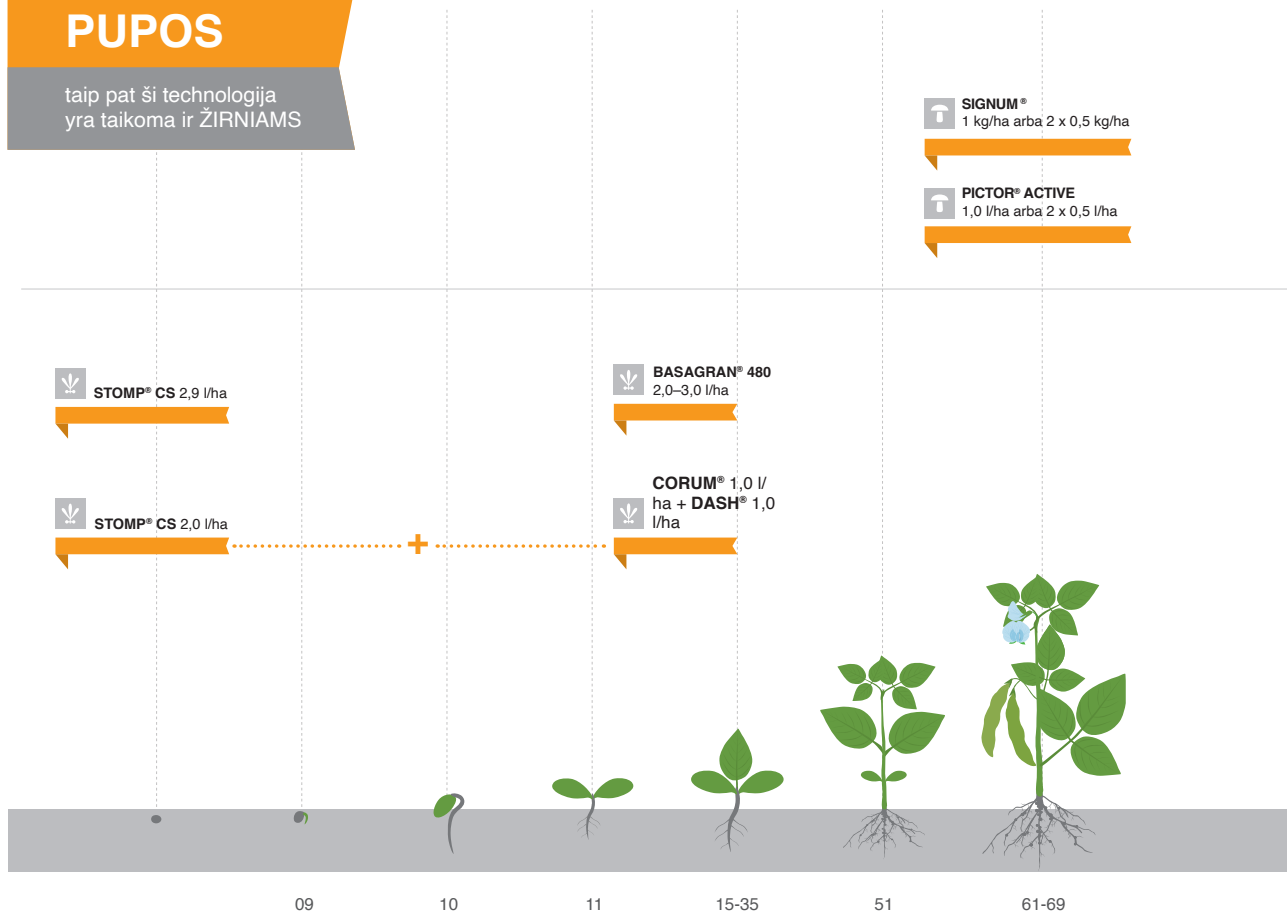 PUPOS
taip pat ši technologija
yra taikoma ir ŽIRNIAMS
SIGNUM®
1 kg/ha arba 2 x 0,5 kg/ha
PICTOR® ACTIVE
1,0 l/ha arba 2 x 0,5 l/ha
STOMP® CS 2,9 l/ha
BASAGRAN® 480
2,0–3,0 l/ha
STOMP® CS 2,0 l/ha
+
CORUM® 1,0 l/
ha + DASH® 1,0
l/ha
09 10 11 15-35 51 61-69